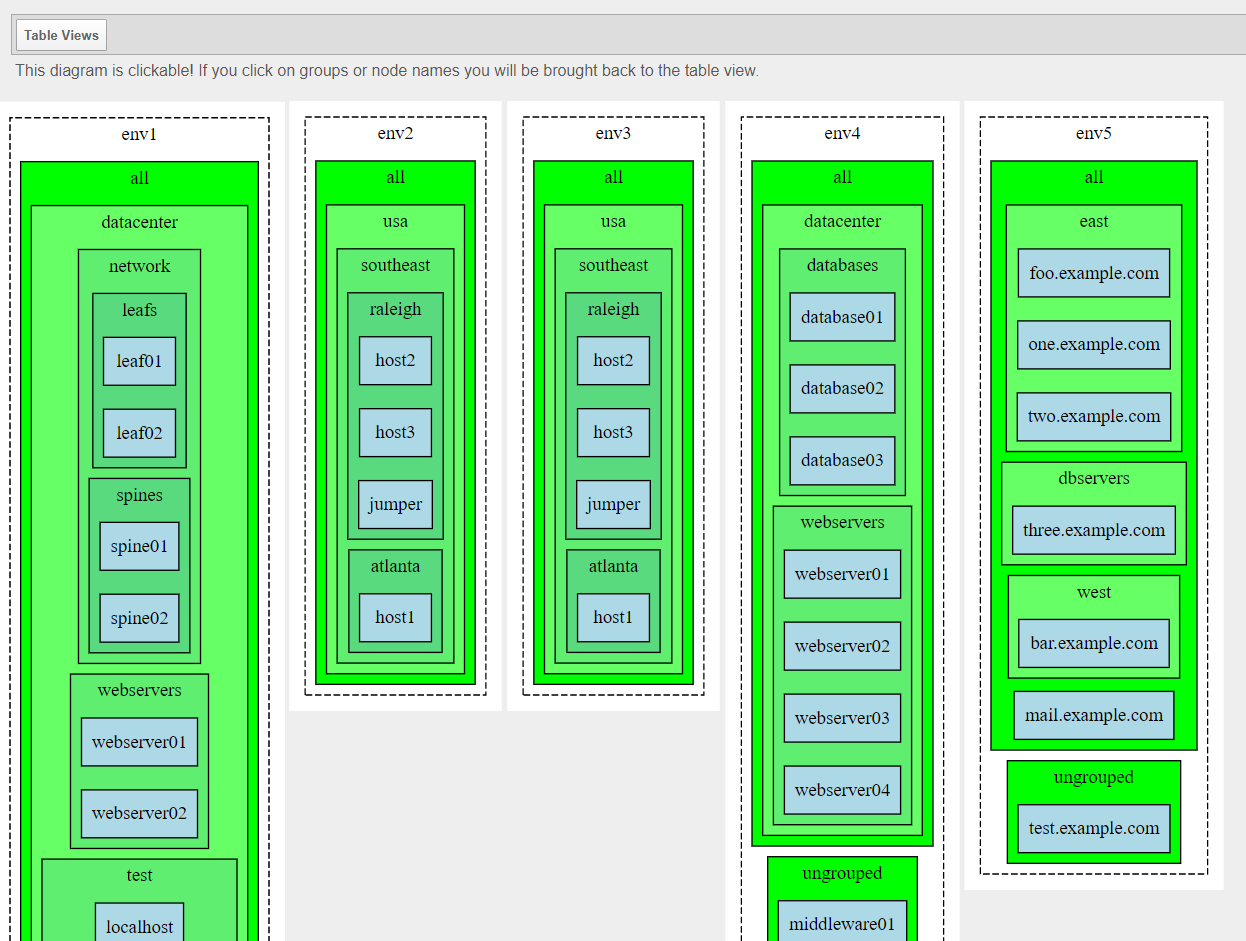 Table Views
This diagram is clickable! If you click on groups or node names you will be brought back to the table view.
env1
all
datacenter
network
leafs
leaf01
leaf02
spines
spine01
spine02
webservers
webserver01
webserver02
test
localhost
env2
all
usa
southeast
raleigh
host2
host3
jumper
atlanta
host1
env3
all
usa
southeast
raleigh
host2
host3
jumper
atlanta
host1
env4
all
datacenter
databases
database01
database02
database03
webservers
webserver01
webserver02
webserver03
webserver04
ungrouped
middleware01
env5
all
east
foo.example.com
one.example.com
two.example.com
dbservers
three.example.com
west
bar.example.com
mail.example.com
ungrouped
test.example.com